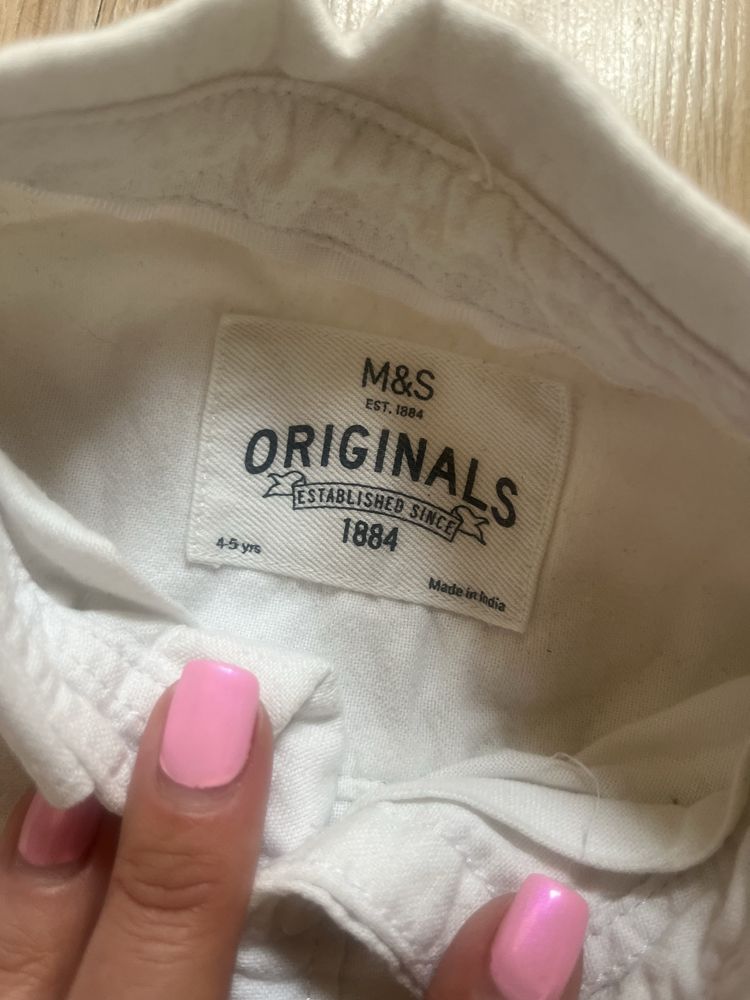 M&S
EST. 1884
ORIGINALS
ESTABLISHED SINCE
1884
4-5 yrs
Made in India